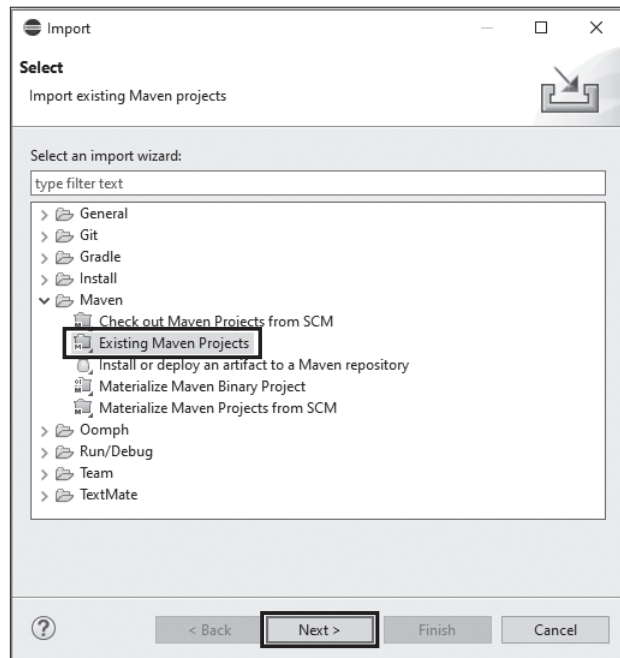 Import
Select
Import existing Maven projects
Select an import wizard:
type filter text
General
Git
Gradle
Install
Maven
Check out Maven Projects from SCM
Existing Maven Projects
Install or deploy an artifact to a Maven repository
Materialize Maven Binary Project
Materialize Maven Projects from SCM
Oomph
Run/Debug
Team
TextMate
? < Back Next > Finish Cancel